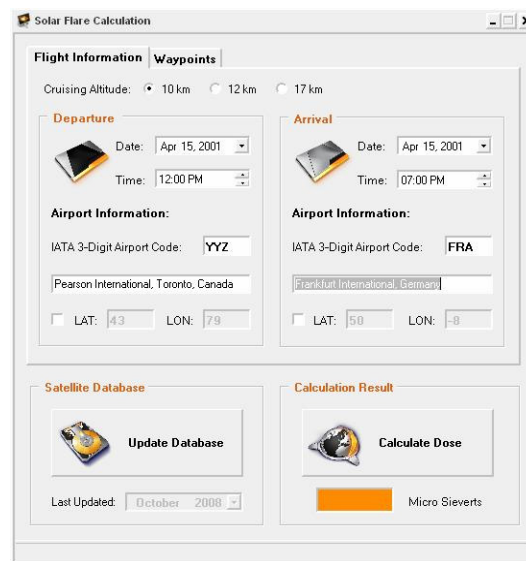 Solar Flare Calculation
Flight Information Waypoints
Cruising Altitude: 10 km 12 km 17 km
Departure
Date: Apr 15, 2001
Time: 12:00 PM
Airport Information:
IATA 3-Digit Airport Code: YYZ
Pearson International, Toronto, Canada
LAT: 43 LON: 79
Arrival
Date: Apr 15, 2001
Time: 07:00 PM
Airport Information:
IATA 3-Digit Airport Code: FRA
Frankfurt International, Germany
LAT: 50 LON: -8
Satellite Database
Update Database
Last Updated: October 2008
Calculation Result
Calculate Dose
Micro Sieverts